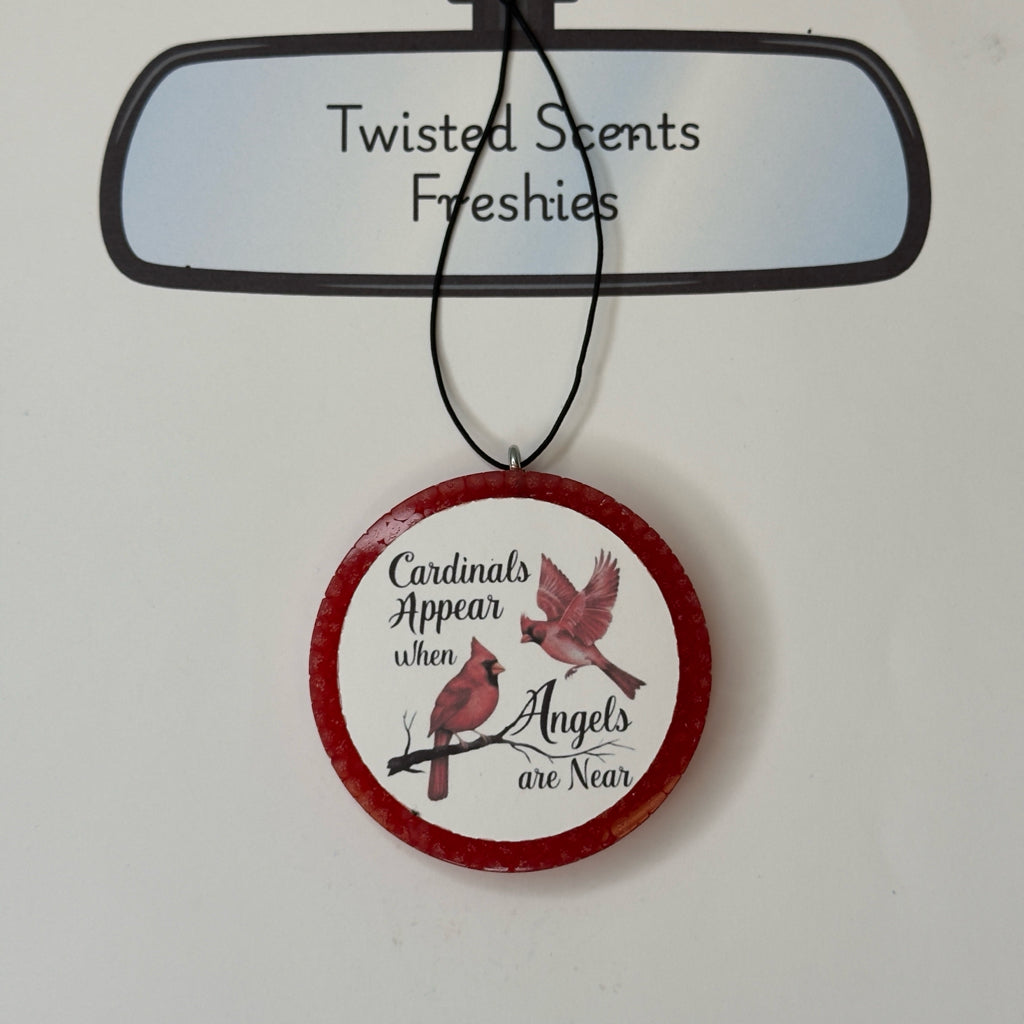 Twisted Scents
Freshies
Cardinals
Appear
when
Angels
are Near